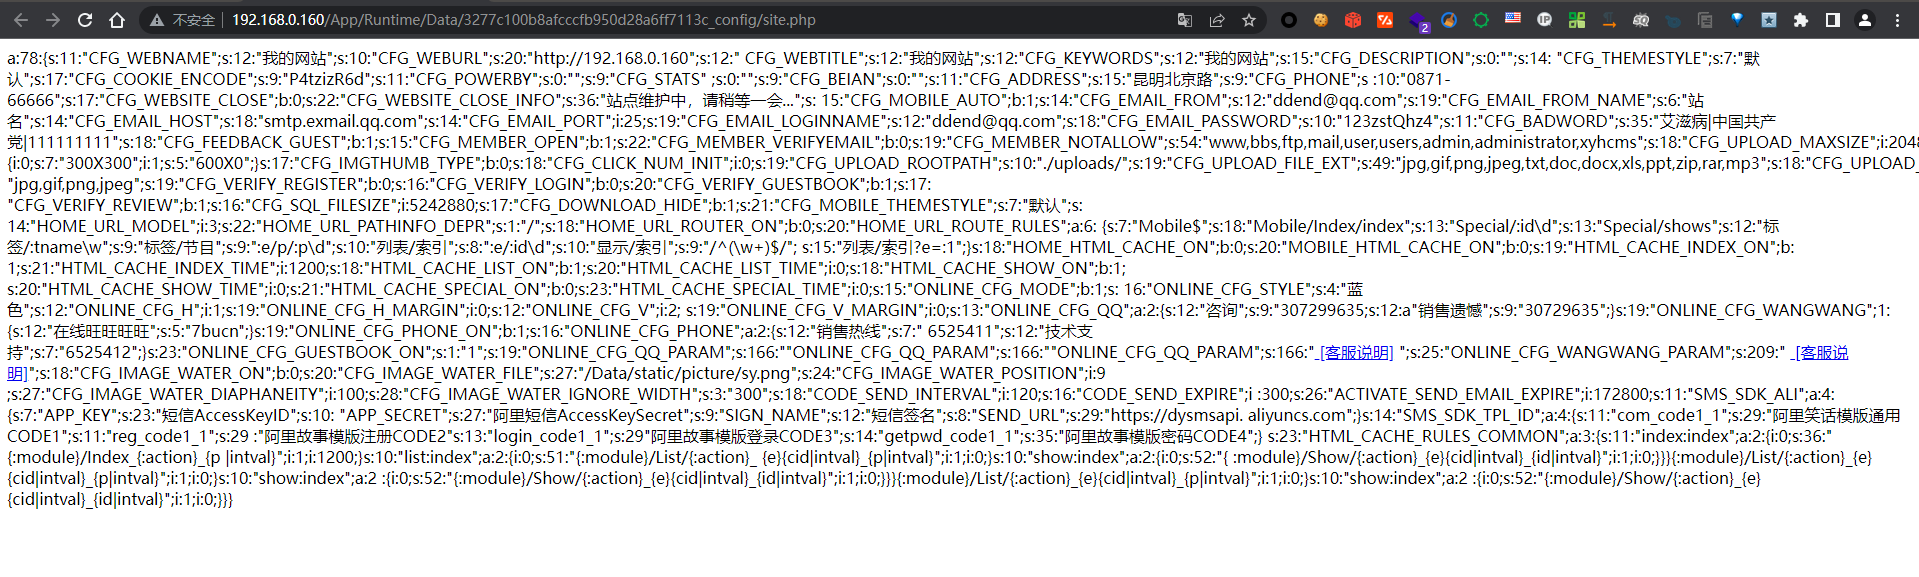 不安全 | 192.168.0.160/App/Runtime/Data/3277c100b8afcccfb950d28a6ff7113c_config/site.php
2
a:78:{s:11:"CFG_WEBNAME";s:12:"我的网站";s:10:"CFG_WEBURL";s:20:"http://192.168.0.160";s:12:" CFG_WEBTITLE";s:12:"我的网站";s:12:"CFG_KEYWORDS";s:12:"我的网站";s:15:"CFG_DESCRIPTION";s:0:"";s:14: "CFG_THEMESTYLE";s:7:"默
认";s:17:"CFG_COOKIE_ENCODE";s:9:"P4tzizR6d";s:11:"CFG_POWERBY";s:0:"";s:9:"CFG_STATS" ;s:0:"";s:9:"CFG_BEIAN";s:0:"";s:11:"CFG_ADDRESS";s:15:"昆明北京路";s:9:"CFG_PHONE";s :10:"0871-
66666";s:17:"CFG_WEBSITE_CLOSE";b:0;s:22:"CFG_WEBSITE_CLOSE_INFO";s:36:"站点维护中，请稍等一会...";s: 15:"CFG_MOBILE_AUTO";b:1;s:14:"CFG_EMAIL_FROM";s:12:"ddend@qq.com";s:19:"CFG_EMAIL_FROM_NAME";s:6:"站
名";s:14:"CFG_EMAIL_HOST";s:18:"smtp.exmail.qq.com";s:14:"CFG_EMAIL_PORT";i:25;s:19:"CFG_EMAIL_LOGINNAME";s:12:"ddend@qq.com";s:18:"CFG_EMAIL_PASSWORD";s:10:"123zstQhz4";s:11:"CFG_BADWORD";s:35:"艾滋病|中国共产
党|111111111";s:18:"CFG_FEEDBACK_GUEST";b:1;s:15:"CFG_MEMBER_OPEN";b:1;s:22:"CFG_MEMBER_VERIFYEMAIL";b:0;s:19:"CFG_MEMBER_NOTALLOW";s:54:"www,bbs,ftp,mail,user,users,admin,administrator,xyhcms";s:18:"CFG_UPLOAD_MAXSIZE";i:2048
{i:0;s:7:"300X300";i:1;s:5:"600X0";}s:17:"CFG_IMGTHUMB_TYPE";b:0;s:18:"CFG_CLICK_NUM_INIT";i:0;s:19:"CFG_UPLOAD_ROOTPATH";s:10:"./uploads/";s:19:"CFG_UPLOAD_FILE_EXT";s:49:"jpg,gif,png,jpeg,txt,doc,docx,xls,ppt,zip,rar,mp3";s:18:"CFG_UPLOAD_
"jpg,gif,png,jpeg";s:19:"CFG_VERIFY_REGISTER";b:0;s:16:"CFG_VERIFY_LOGIN";b:0;s:20:"CFG_VERIFY_GUESTBOOK";b:1;s:17:
"CFG_VERIFY_REVIEW";b:1;s:16:"CFG_SQL_FILESIZE";i:5242880;s:17:"CFG_DOWNLOAD_HIDE";b:1;s:21:"CFG_MOBILE_THEMESTYLE";s:7:"默认";s:
14:"HOME_URL_MODEL";i:3;s:22:"HOME_URL_PATHINFO_DEPR";s:1:"/";s:18:"HOME_URL_ROUTER_ON";b:0;s:20:"HOME_URL_ROUTE_RULES";a:6: {s:7:"Mobile$";s:18:"Mobile/Index/index";s:13:"Special/:id\d";s:13:"Special/shows";s:12:"标
签/:tname\w";s:9:"标签/节目";s:9:":e/p/:p\d";s:10:"列表/索引";s:8:":e/:id\d";s:10:"显示/索引";s:9:"/^(\w+)$/"; s:15:"列表/索引?e=:1";}s:18:"HOME_HTML_CACHE_ON";b:0;s:20:"MOBILE_HTML_CACHE_ON";b:0;s:19:"HTML_CACHE_INDEX_ON";b:
1;s:21:"HTML_CACHE_INDEX_TIME";i:1200;s:18:"HTML_CACHE_LIST_ON";b:1;s:20:"HTML_CACHE_LIST_TIME";i:0;s:18:"HTML_CACHE_SHOW_ON";b:1;
s:20:"HTML_CACHE_SHOW_TIME";i:0;s:21:"HTML_CACHE_SPECIAL_ON";b:0;s:23:"HTML_CACHE_SPECIAL_TIME";i:0;s:15:"ONLINE_CFG_MODE";b:1;s: 16:"ONLINE_CFG_STYLE";s:4:"蓝
色";s:12:"ONLINE_CFG_H";i:1;s:19:"ONLINE_CFG_H_MARGIN";i:0;s:12:"ONLINE_CFG_V";i:2; s:19:"ONLINE_CFG_V_MARGIN";i:0;s:13:"ONLINE_CFG_QQ";a:2:{s:12:"咨询";s:9:"307299635;s:12:a"销售遗憾";s:9:"30729635";}s:19:"ONLINE_CFG_WANGWANG";1:
{s:12:"在线旺旺旺旺";s:5:"7bucn";}s:19:"ONLINE_CFG_PHONE_ON";b:1;s:16:"ONLINE_CFG_PHONE";a:2:{s:12:"销售热线";s:7:" 6525411";s:12:"技术支
持";s:7:"6525412";}s:23:"ONLINE_CFG_GUESTBOOK_ON";s:1:"1";s:19:"ONLINE_CFG_QQ_PARAM";s:166:""ONLINE_CFG_QQ_PARAM";s:166:""ONLINE_CFG_QQ_PARAM";s:166:" [客服说明] ";s:25:"ONLINE_CFG_WANGWANG_PARAM";s:209:" [客服说
明]";s:18:"CFG_IMAGE_WATER_ON";b:0;s:20:"CFG_IMAGE_WATER_FILE";s:27:"/Data/static/picture/sy.png";s:24:"CFG_IMAGE_WATER_POSITION";i:9
;s:27:"CFG_IMAGE_WATER_DIAPHANEITY";i:100;s:28:"CFG_IMAGE_WATER_IGNORE_WIDTH";s:3:"300";s:18:"CODE_SEND_INTERVAL";i:120;s:16:"CODE_SEND_EXPIRE";i :300;s:26:"ACTIVATE_SEND_EMAIL_EXPIRE";i:172800;s:11:"SMS_SDK_ALI";a:4:
{s:7:"APP_KEY";s:23:"短信AccessKeyID";s:10: "APP_SECRET";s:27:"阿里短信AccessKeySecret";s:9:"SIGN_NAME";s:12:"短信签名";s:8:"SEND_URL";s:29:"https://dysmsapi. aliyuncs.com";}s:14:"SMS_SDK_TPL_ID";a:4:{s:11:"com_code1_1";s:29:"阿里笑话模版通用
CODE1";s:11:"reg_code1_1";s:29 :"阿里故事模版注册CODE2"s:13:"login_code1_1";s:29"阿里故事模版登录CODE3";s:14:"getpwd_code1_1";s:35:"阿里故事模版密码CODE4";} s:23:"HTML_CACHE_RULES_COMMON";a:3:{s:11:"index:index";a:2:{i:0;s:36:"
{:module}/Index_{:action}_{p |intval}";i:1;i:1200;}s:10:"list:index";a:2:{i:0;s:51:"{:module}/List/{:action}_ {e}{cid|intval}_{p|intval}";i:1;i:0;}s:10:"show:index";a:2:{i:0;s:52:"{ :module}/Show/{:action}_{e}{cid|intval}_{id|intval}";i:1;i:0;}}}{:module}/List/{:action}_{e}
{cid|intval}_{p|intval}";i:1;i:0;}s:10:"show:index";a:2 :{i:0;s:52:"{:module}/Show/{:action}_{e}{cid|intval}_{id|intval}";i:1;i:0;}}}{:module}/List/{:action}_{e}{cid|intval}_{p|intval}";i:1;i:0;}s:10:"show:index";a:2 :{i:0;s:52:"{:module}/Show/{:action}_{e}
{cid|intval}_{id|intval}";i:1;i:0;}}}